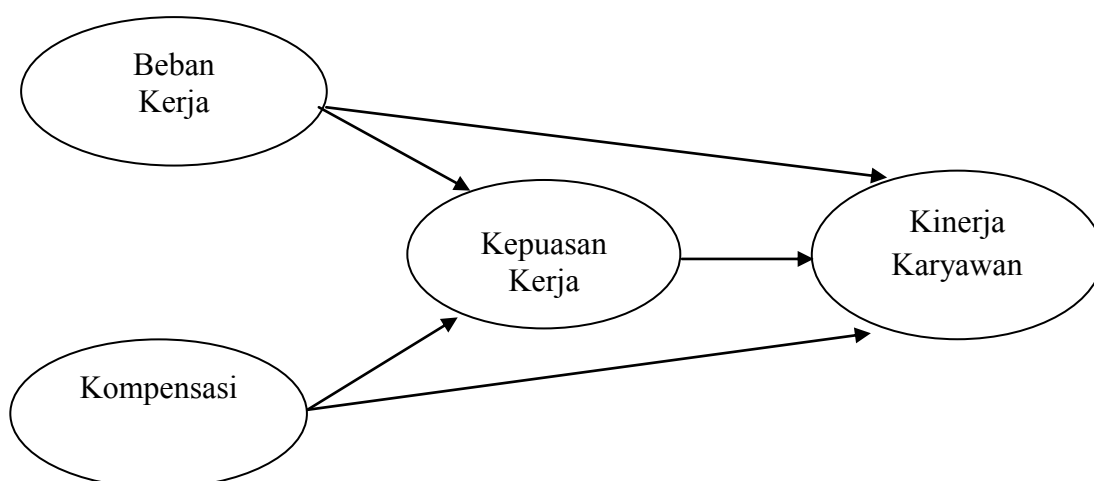 Beban
Kerja
Kepuasan
Kerja
Kinerja
Karyawan
Kompensasi